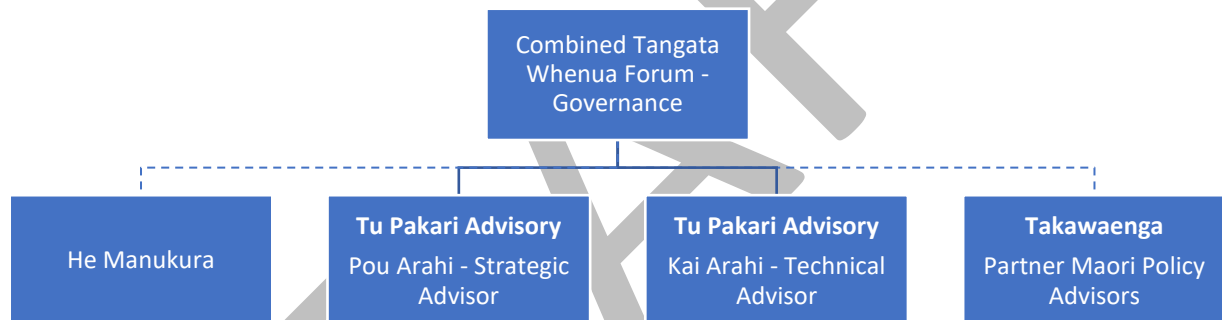 Combined Tangata
Whenua Forum -
Governance
He Manukura
Tu Pakari Advisory
Pou Arahi - Strategic
Advisor
Tu Pakari Advisory
Kai Arahi - Technical
Advisor
Takawaenga
Partner Maori Policy
Advisors